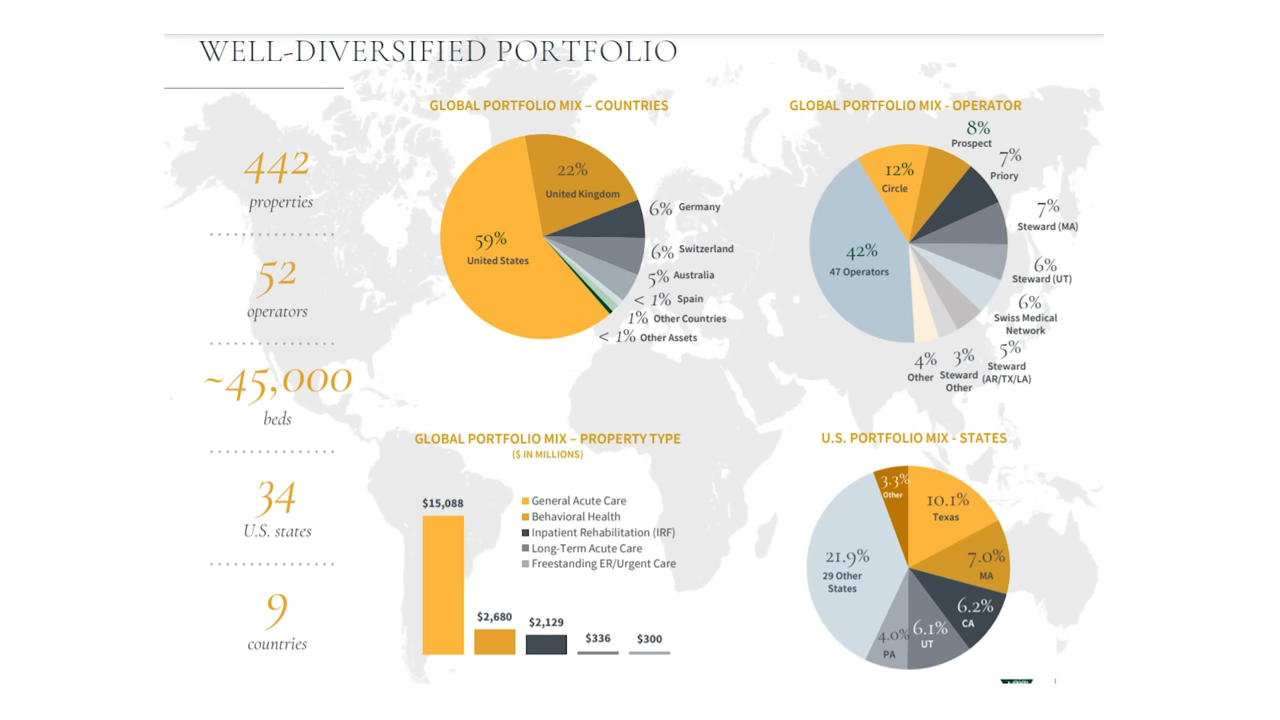 WELL-DIVERSIFIED PORTFOLIO
442
properties
52
operators
~45,000
beds
34
U.S. states
9
countries
GLOBAL PORTFOLIO MIX – COUNTRIES
22%
United Kingdom
6% Germany
6% Switzerland
5% Australia
< 1% Spain
1% Other Countries
< 1% Other Assets
59%
United States
GLOBAL PORTFOLIO MIX - OPERATOR
8%
Prospect
7%
Priory
7%
Steward (MA)
6%
Steward (UT)
6%
Swiss Medical
Network
5%
Steward
(AR/TX/LA)
3%
Steward
Other
4%
Other
42%
47 Operators
12%
Circle
GLOBAL PORTFOLIO MIX – PROPERTY TYPE
($ IN MILLIONS)
General Acute Care
Behavioral Health
Inpatient Rehabilitation (IRF)
Long-Term Acute Care
Freestanding ER/Urgent Care
$15,088
$2,680
$2,129
$336
$300
U.S. PORTFOLIO MIX - STATES
3.3%
Other
10.1%
Texas
7.0%
MA
6.2%
CA
6.1%
UT
4.0%
PA
21.9%
29 Other
States